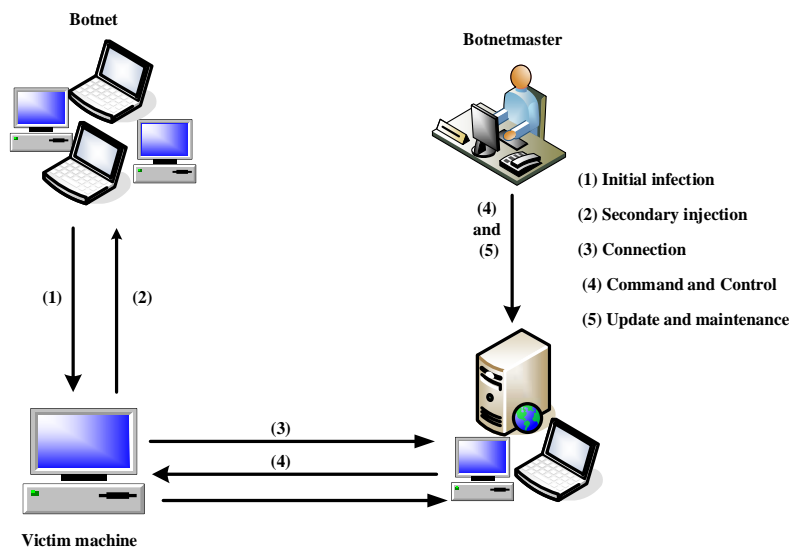 Botnet
Botnetmaster
(1) Initial infection
(2) Secondary injection
(3) Connection
(4) Command and Control
(5) Update and maintenance
(4)
and
(5)
(1)
(2)
(3)
(4)
Victim machine